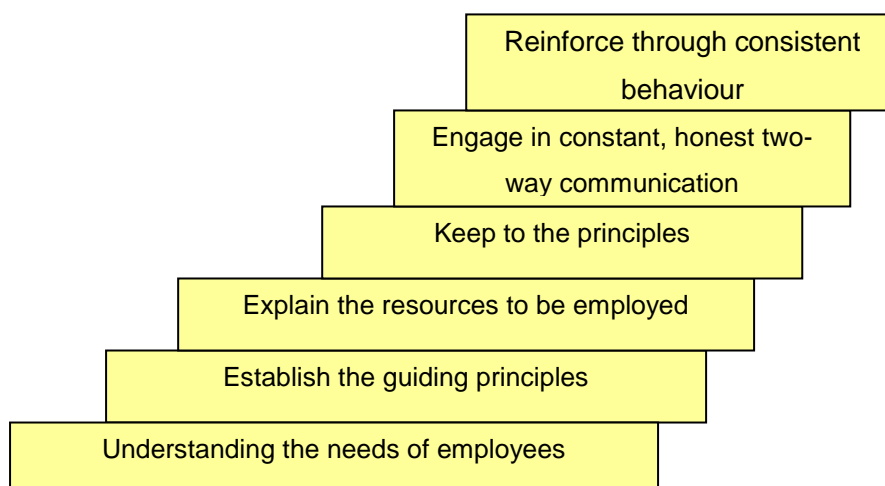 Reinforce through consistent
behaviour
Engage in constant, honest two-
way communication
Keep to the principles
Explain the resources to be employed
Establish the guiding principles
Understanding the needs of employees